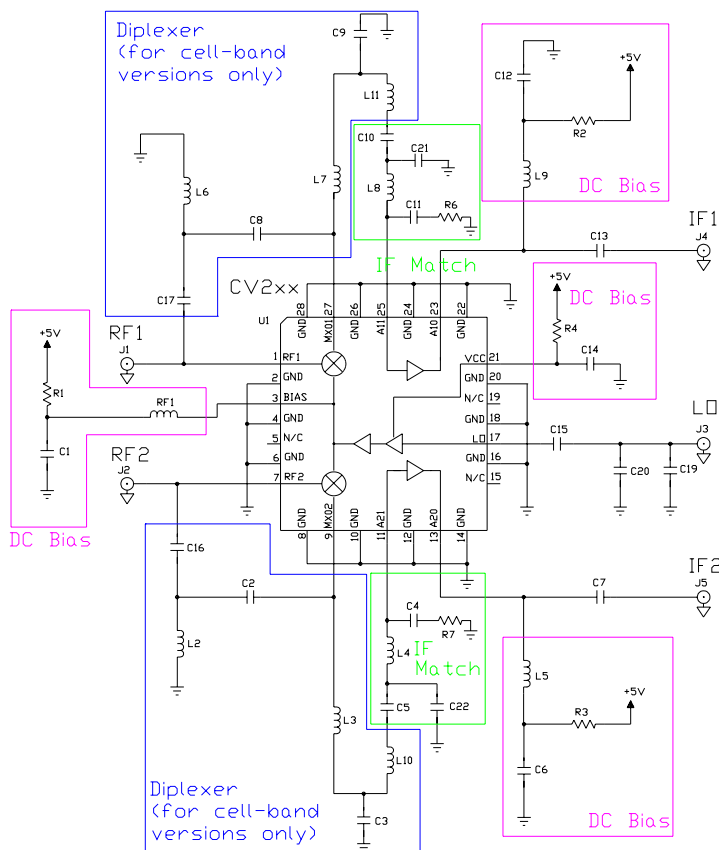 Diplexer
(for cell-band
versions only)
C9
L11
C10
C21
L7
L8
C11
R6
L6
C8
C17
IF Match
C12
+5V
R2
L9
DC Bias
IF1
C13
J4
CV2xx
U1
GND 28
MX01 27
GND 26
A11 25
GND 24
A10 23
GND 22
+5V
DC Bias
R4
C14
RF1
J1
1 RF1
2 GND
3 BIAS
4 GND
5 N/C
6 GND
7 RF2
VCC 21
GND 20
N/C 19
GND 18
LO 17
GND 16
N/C 15
+5V
R1
RF1
C1
DC Bias
RF2
J2
LO
C15
J3
C20
C19
8 GND
9 MX02
10 GND
11 A21
12 GND
13 A20
14 GND
C16
C2
L2
L3
C4
R7
L4
IF
Match
C5
C22
L10
C3
Diplexer
(for cell-band
versions only)
IF2
C7
J5
L5
+5V
R3
C6
DC Bias